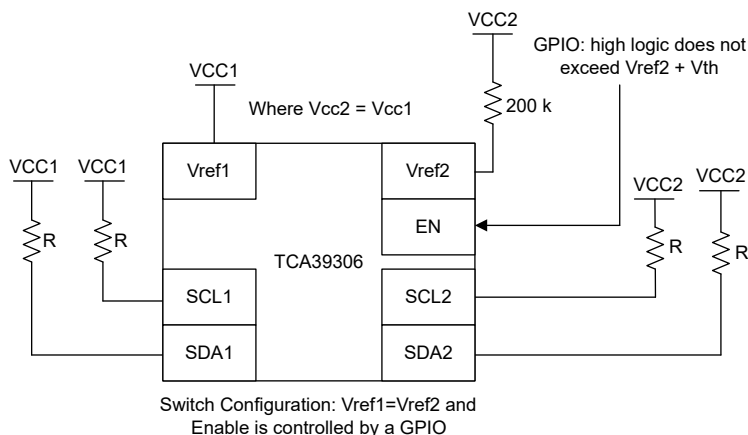 VCC2
GPIO: high logic does not
exceed Vref2 + Vth
VCC1
Where Vcc2 = Vcc1
200 k
VCC1
VCC1
Vref1
Vref2
VCC2
VCC2
EN
R
R
R
R
TCA39306
SCL1
SCL2
SDA1
SDA2
Switch Configuration: Vref1=Vref2 and
Enable is controlled by a GPIO